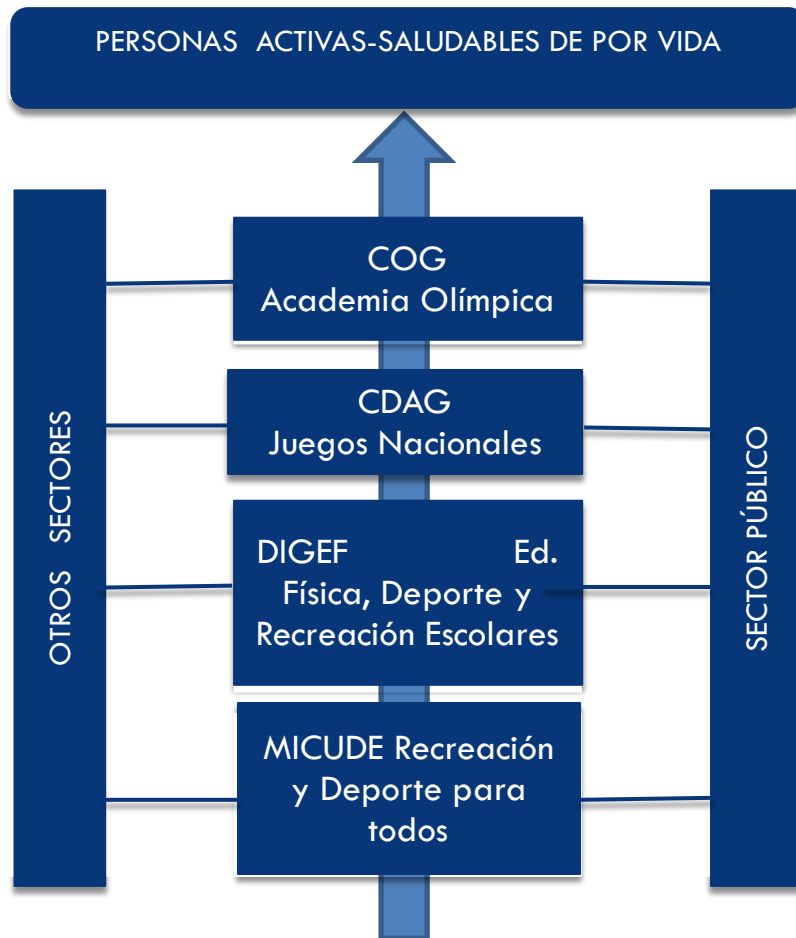 PERSONAS ACTIVAS-SALUDABLES DE POR VIDA
OTROS SECTORES
COG
Academia Olímpica
CDAG
Juegos Nacionales
DIGEF Ed.
Física, Deporte y
Recreación Escolares
MICUDE Recreación
y Deporte para
todos
SECTOR PÚBLICO